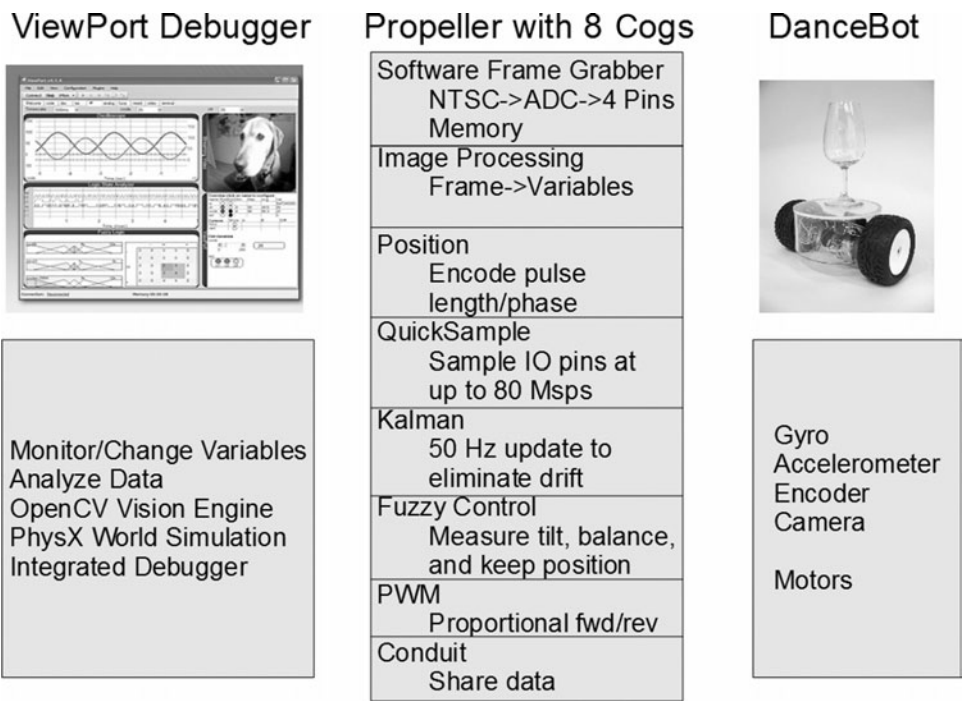 ViewPort Debugger
Monitor/Change Variables
Analyze Data
OpenCV Vision Engine
PhysX World Simulation
Integrated Debugger
Propeller with 8 Cogs
Software Frame Grabber
NTSC->ADC->4 Pins
Memory
Image Processing
Frame->Variables
Position
Encode pulse
length/phase
QuickSample
Sample IO pins at
up to 80 Msps
Kalman
50 Hz update to
eliminate drift
Fuzzy Control
Measure tilt, balance,
and keep position
PWM
Proportional fwd/rev
Conduit
Share data
DanceBot
Gyro
Accelerometer
Encoder
Camera
Motors